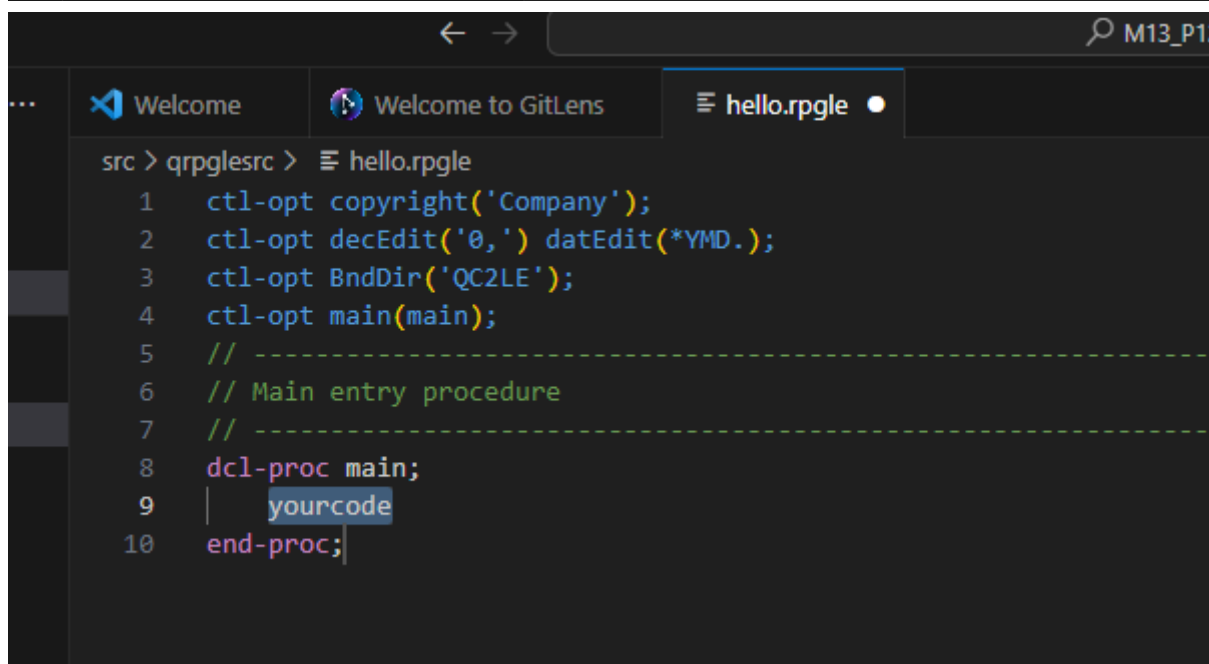 ← → M13_P1
... Welcome Welcome to GitLens hello.rpgle
src > qrpglesrc > hello.rpgle
1 ctl-opt copyright('Company');
2 ctl-opt decEdit('0,') datEdit(*YMD.);
3 ctl-opt BndDir('QC2LE');
4 ctl-opt main(main);
5 // --------------------------------------------------------------
6 // Main entry procedure
7 // --------------------------------------------------------------
8 dcl-proc main;
9 yourcode
10 end-proc;